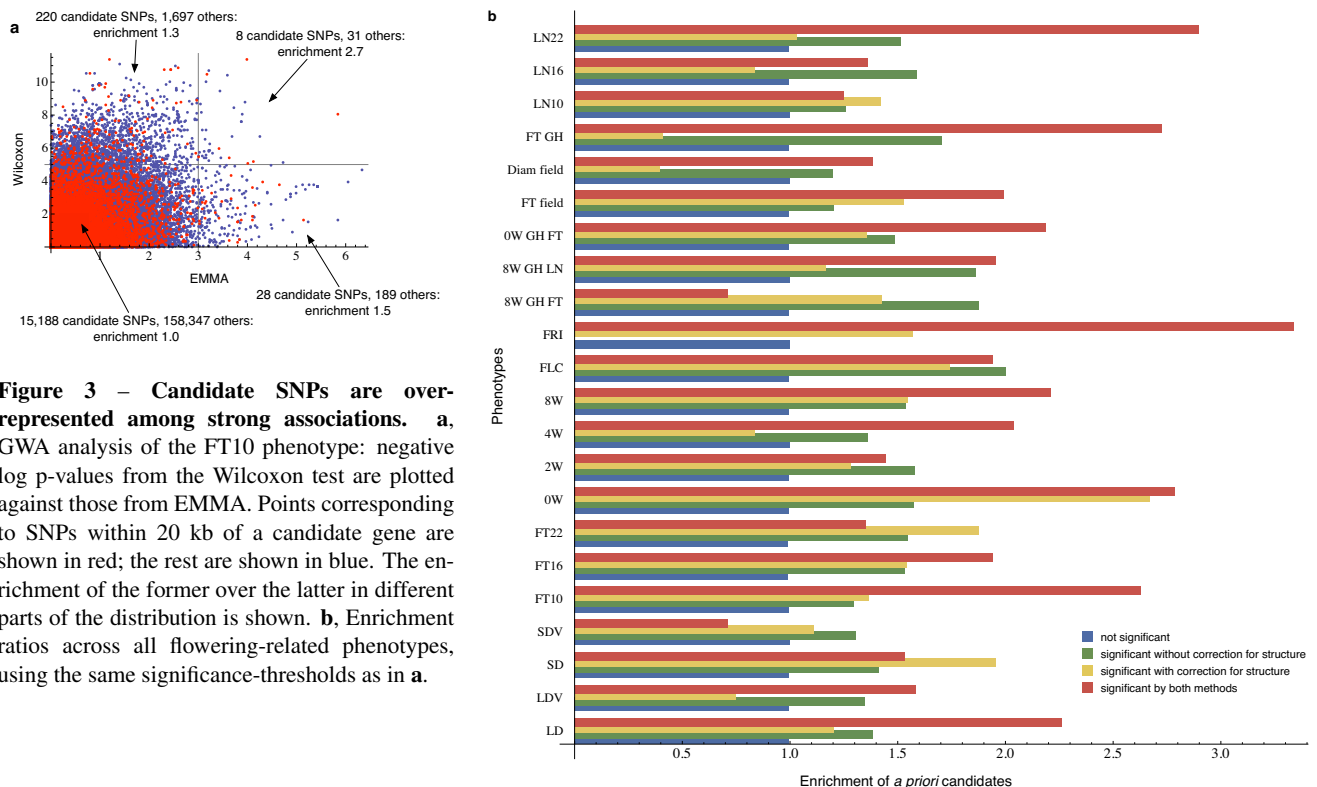 a
220 candidate SNPs, 1,697 others:
enrichment 1.3
8 candidate SNPs, 31 others:
enrichment 2.7
10
8
6
4
2
Wilcoxon
1
2
3
4
5
6
EMMA
28 candidate SNPs, 189 others:
enrichment 1.5
15,188 candidate SNPs, 158,347 others:
enrichment 1.0
Figure 3 – Candidate SNPs are over-
represented among strong associations. a,
GWA analysis of the FT10 phenotype: negative
log p-values from the Wilcoxon test are plotted
against those from EMMA. Points corresponding
to SNPs within 20 kb of a candidate gene are
shown in red; the rest are shown in blue. The en-
richment of the former over the latter in different
parts of the distribution is shown. b, Enrichment
ratios across all flowering-related phenotypes,
using the same significance-thresholds as in a.
b
Phenotypes
LN22
LN16
LN10
FT GH
Diam field
FT field
0W GH FT
8W GH LN
8W GH FT
FRI
FLC
8W
4W
2W
0W
FT22
FT16
FT10
SDV
SD
LDV
LD
not significant
significant without correction for structure
significant with correction for structure
significant by both methods
0.5
1.0
1.5
2.0
2.5
3.0
Enrichment of a priori candidates